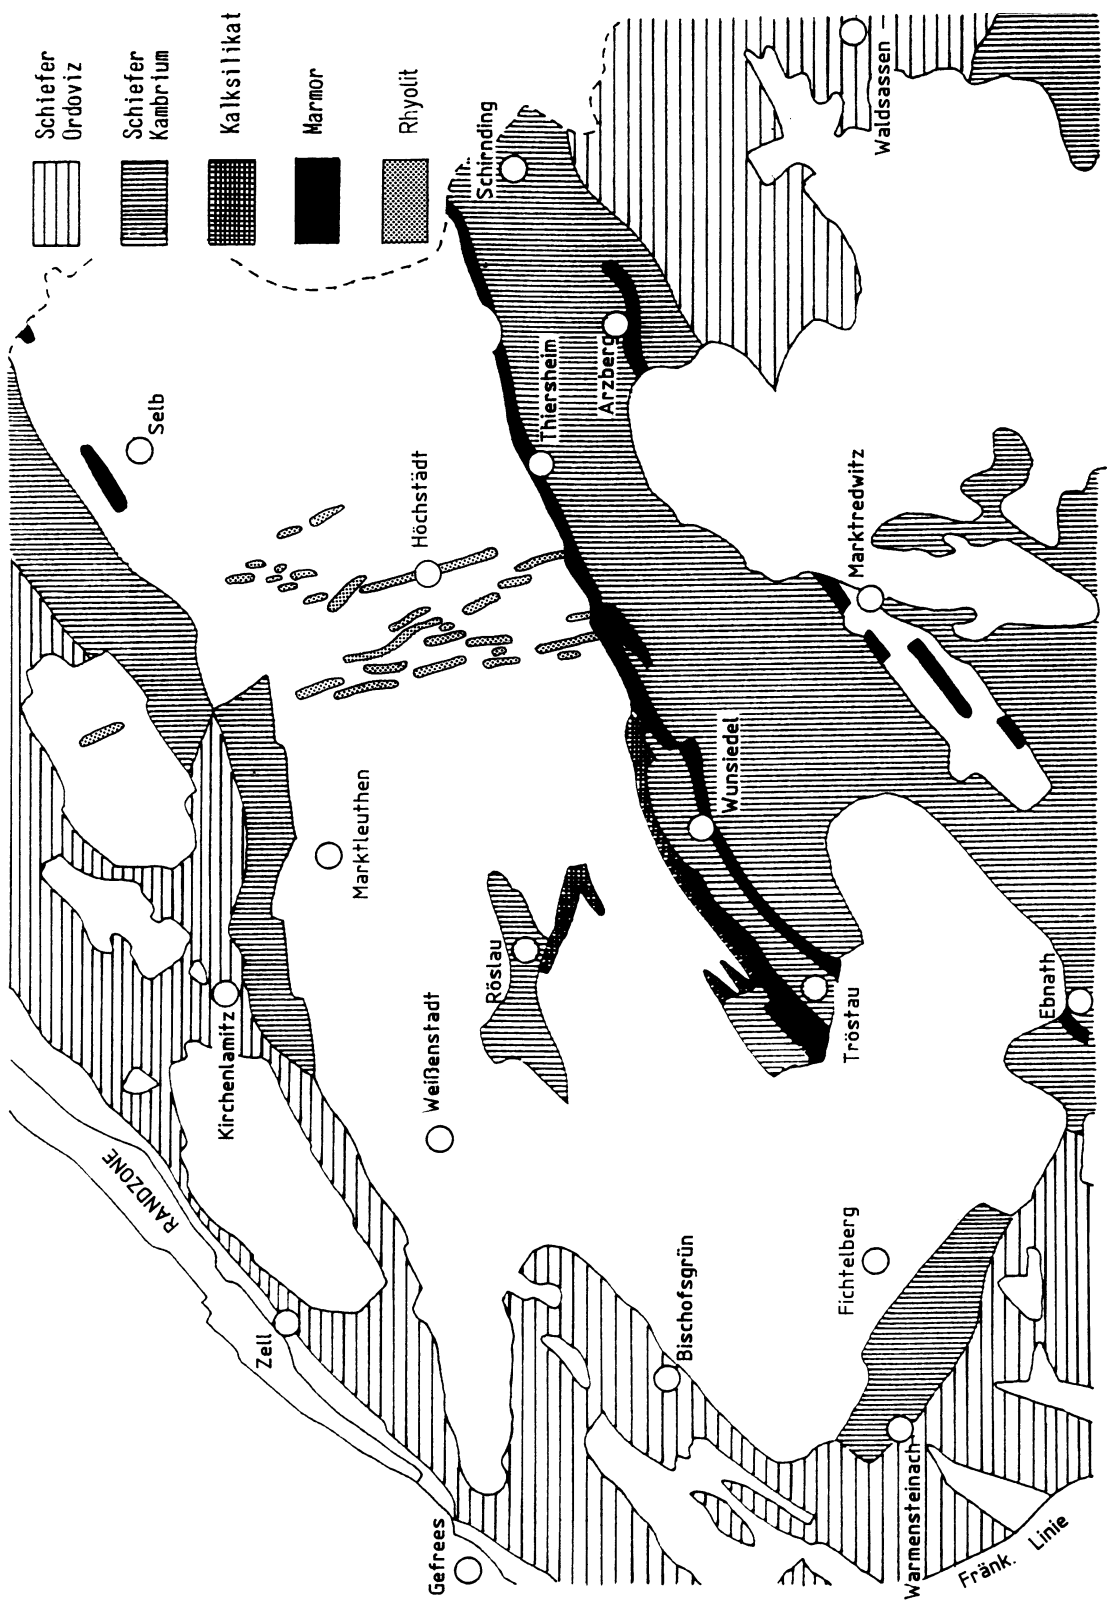 Schiefer
Ordoviz
Schiefer
Kambrium
Kalksilikat
Marmor
Rhyolit
Waldsassen
Schirnding
Selb
Thiersheim
Arzberg
Höchstädt
Marktredwitz
Wunsiedel
Marktleuthen
Röslau
Ebnath
Tröstau
Weißenstadt
Kirchenlamitz
RANDZONE
Fichtelberg
Bischofsgrün
Zell
Warmensteinach
Gefrees
Fränk. Linie